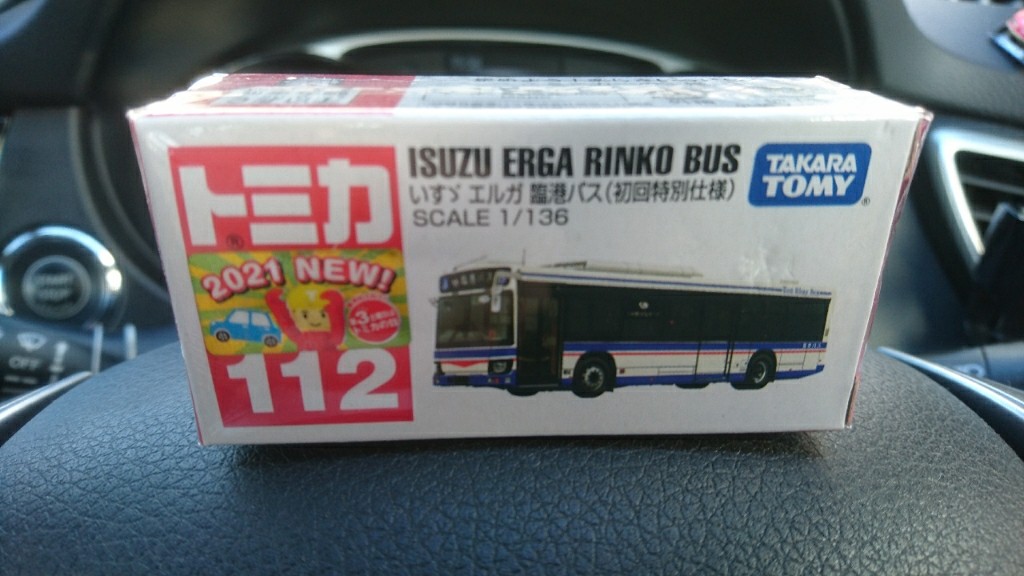 トミカ
®
2021 NEW!
112
ISUZU ERGA RINKO BUS
いすゞ エルガ 臨港バス(初回特別仕様)
SCALE 1/136
TAKARA
TOMY
®
OFF